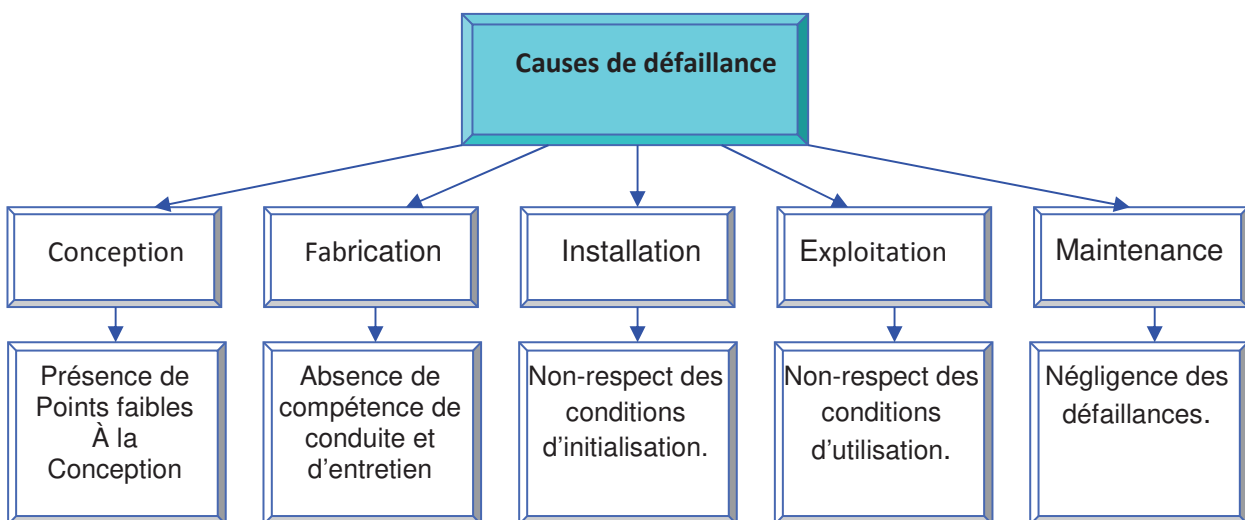 Causes de défaillance
Conception
Fabrication
Installation
Exploitation
Maintenance
Présence de
Points faibles
À la
Conception
Absence de
compétence de
conduite et
d'entretien
Non-respect des
conditions
d'initialisation.
Non-respect des
conditions
d'utilisation.
Négligence des
défaillances.